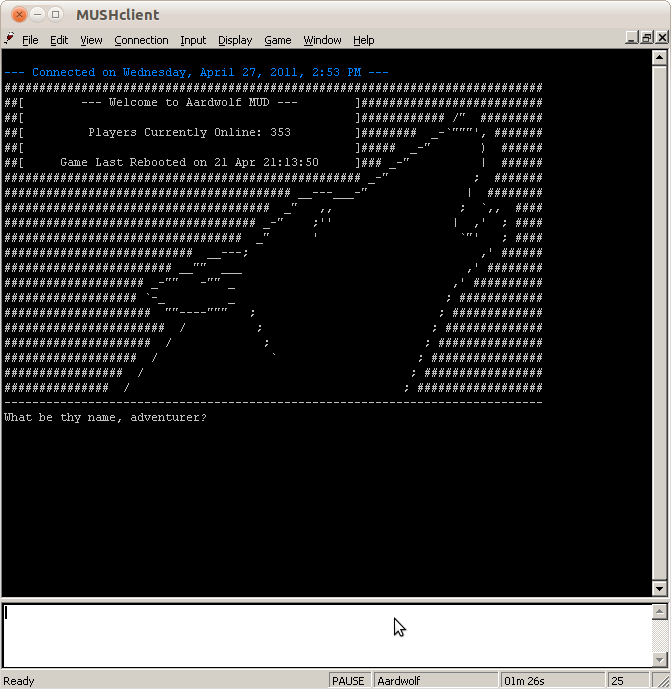 MUSHclient
File Edit View Connection Input Display Game Window Help
--- Connected on Wednesday, April 27, 2011, 2:53 PM ---
--- Welcome to Aardwolf MUD ---
Players Currently Online: 353
Game Last Rebooted on 21 Apr 21:13:50
What be thy name, adventurer?
Ready PAUSE Aardwolf 01m 26s 25